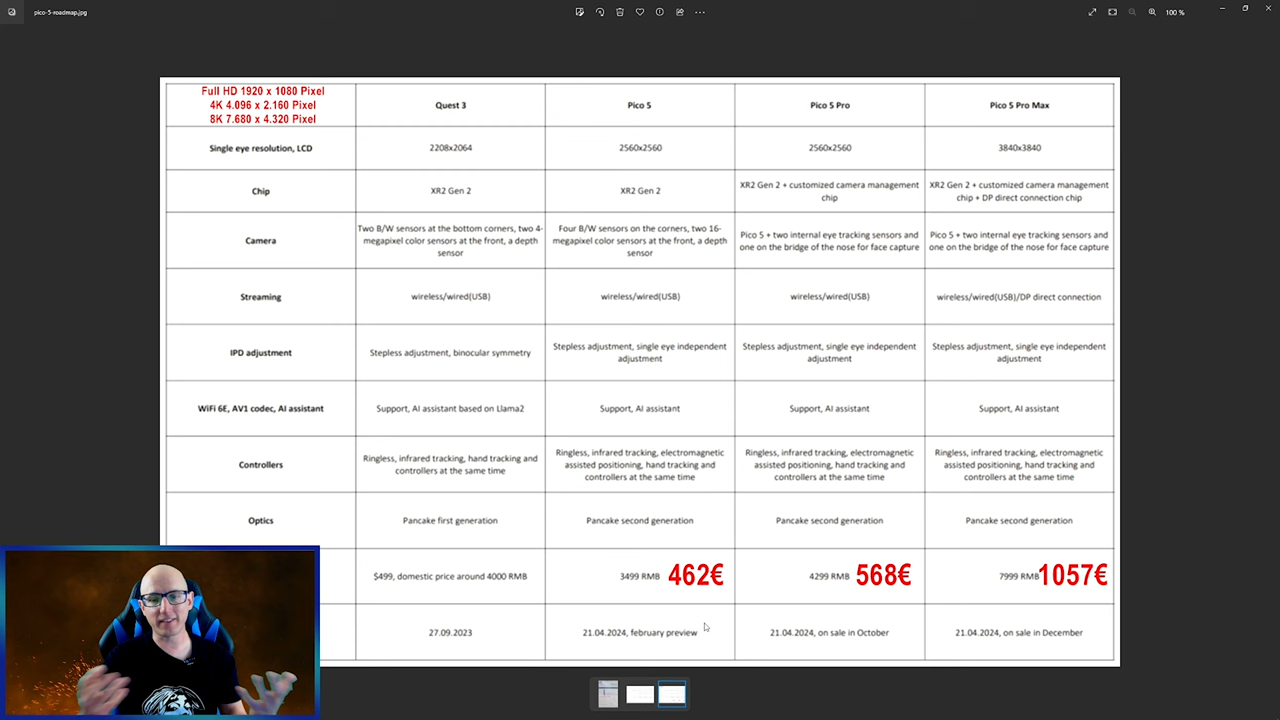 pico-5-roadmap.jpg
100 %
Full HD 1920 x 1080 Pixel
4K 4.096 x 2.160 Pixel
8K 7.680 x 4.320 Pixel
Quest 3
Pico 5
Pico 5 Pro
Pico 5 Pro Max
Single eye resolution, LCD
2208x2064
2560x2560
2560x2560
3840x3840
Chip
XR2 Gen 2
XR2 Gen 2
XR2 Gen 2 + customized camera management
chip
XR2 Gen 2 + customized camera management
chip + DP direct connection chip
Camera
Two B/W sensors at the bottom corners, two 4-
megapixel color sensors at the front, a depth
sensor
Four B/W sensors on the corners, two 16-
megapixel color sensors at the front, a depth
sensor
Pico 5 + two internal eye tracking sensors and
one on the bridge of the nose for face capture
Pico 5 + two internal eye tracking sensors and
one on the bridge of the nose for face capture
Streaming
wireless/wired(USB)
wireless/wired(USB)
wireless/wired(USB)
wireless/wired(USB)/DP direct connection
IPD adjustment
Stepless adjustment, binocular symmetry
Stepless adjustment, single eye independent
adjustment
Stepless adjustment, single eye independent
adjustment
Stepless adjustment, single eye independent
adjustment
WiFi 6E, AV1 codec, AI assistant
Support, AI assistant based on Llama2
Support, AI assistant
Support, AI assistant
Support, AI assistant
Controllers
Ringless, infrared tracking, hand tracking and
controllers at the same time
Ringless, infrared tracking, electromagnetic
assisted positioning, hand tracking and
controllers at the same time
Ringless, infrared tracking, electromagnetic
assisted positioning, hand tracking and
controllers at the same time
Ringless, infrared tracking, electromagnetic
assisted positioning, hand tracking and
controllers at the same time
Optics
Pancake first generation
Pancake second generation
Pancake second generation
Pancake second generation
$499, domestic price around 4000 RMB
3499 RMB 462€
4299 RMB 568€
7999 RMB 1057€
27.09.2023
21.04.2024, february preview
21.04.2024, on sale in October
21.04.2024, on sale in December